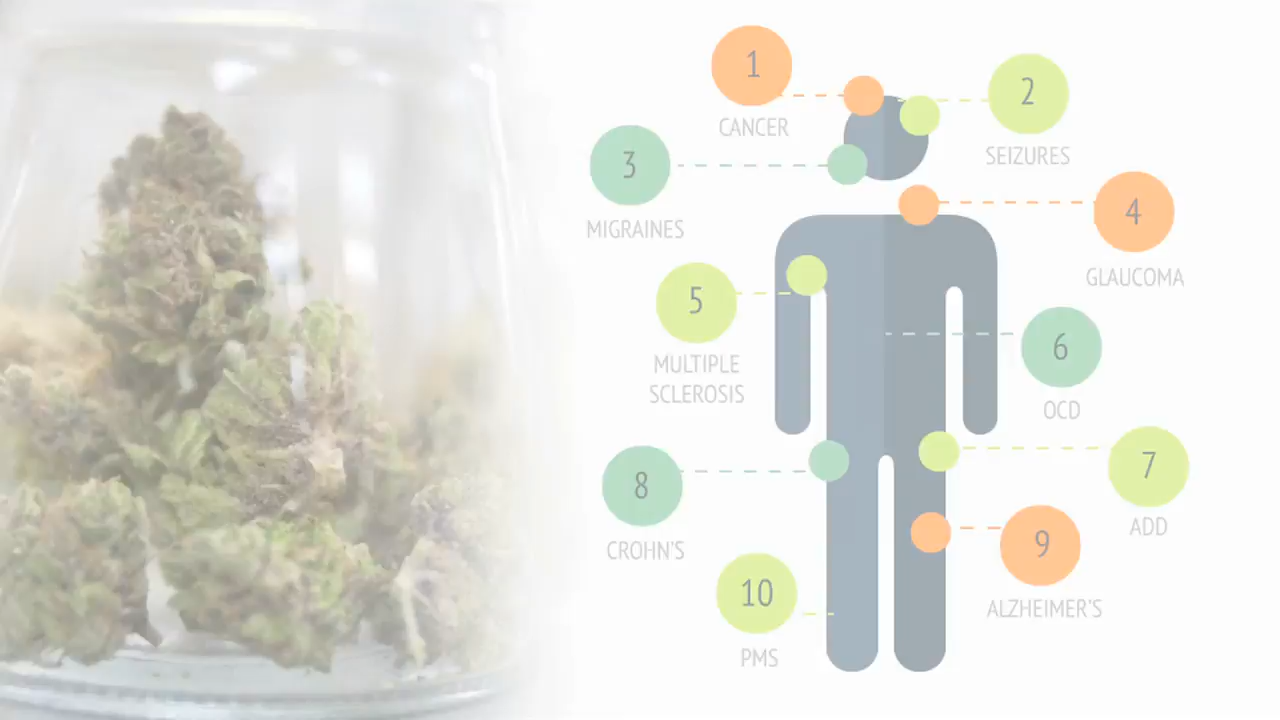 1
CANCER
2
SEIZURES
3
MIGRAINES
4
GLAUCOMA
5
MULTIPLE
SCLEROSIS
6
OCD
7
ADD
8
CROHN'S
9
ALZHEIMER'S
10
PMS